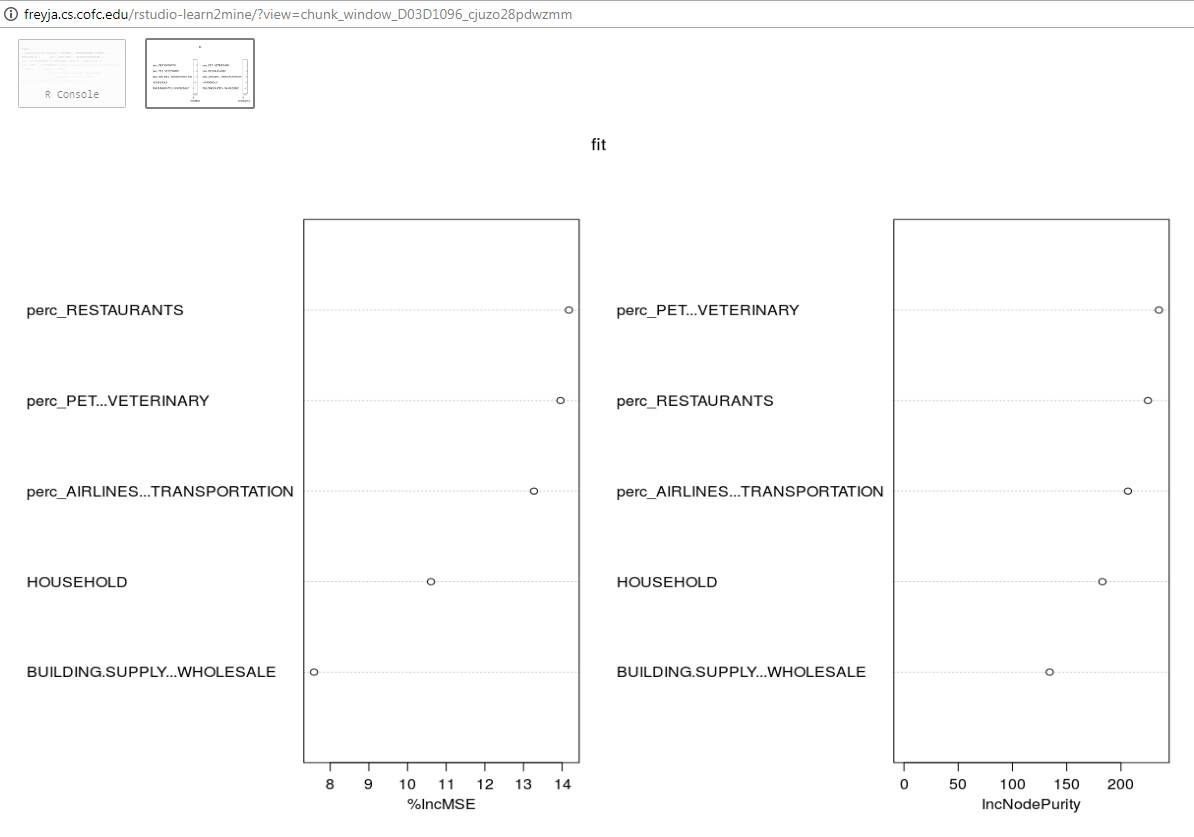 freyja.cs.cofc.edu/rstudio-learn2mine/?view=chunk_window_D03D1096_cjuzo28pdwzmm
R Console
fit
perc_RESTAURANTS
perc_PET...VETERINARY
perc_AIRLINES...TRANSPORTATION
HOUSEHOLD
BUILDING.SUPPLY...WHOLESALE
8 9 10 11 12 13 14
%IncMSE
perc_PET...VETERINARY
perc_RESTAURANTS
perc_AIRLINES...TRANSPORTATION
HOUSEHOLD
BUILDING.SUPPLY...WHOLESALE
0 50 100 150 200
IncNodePurity